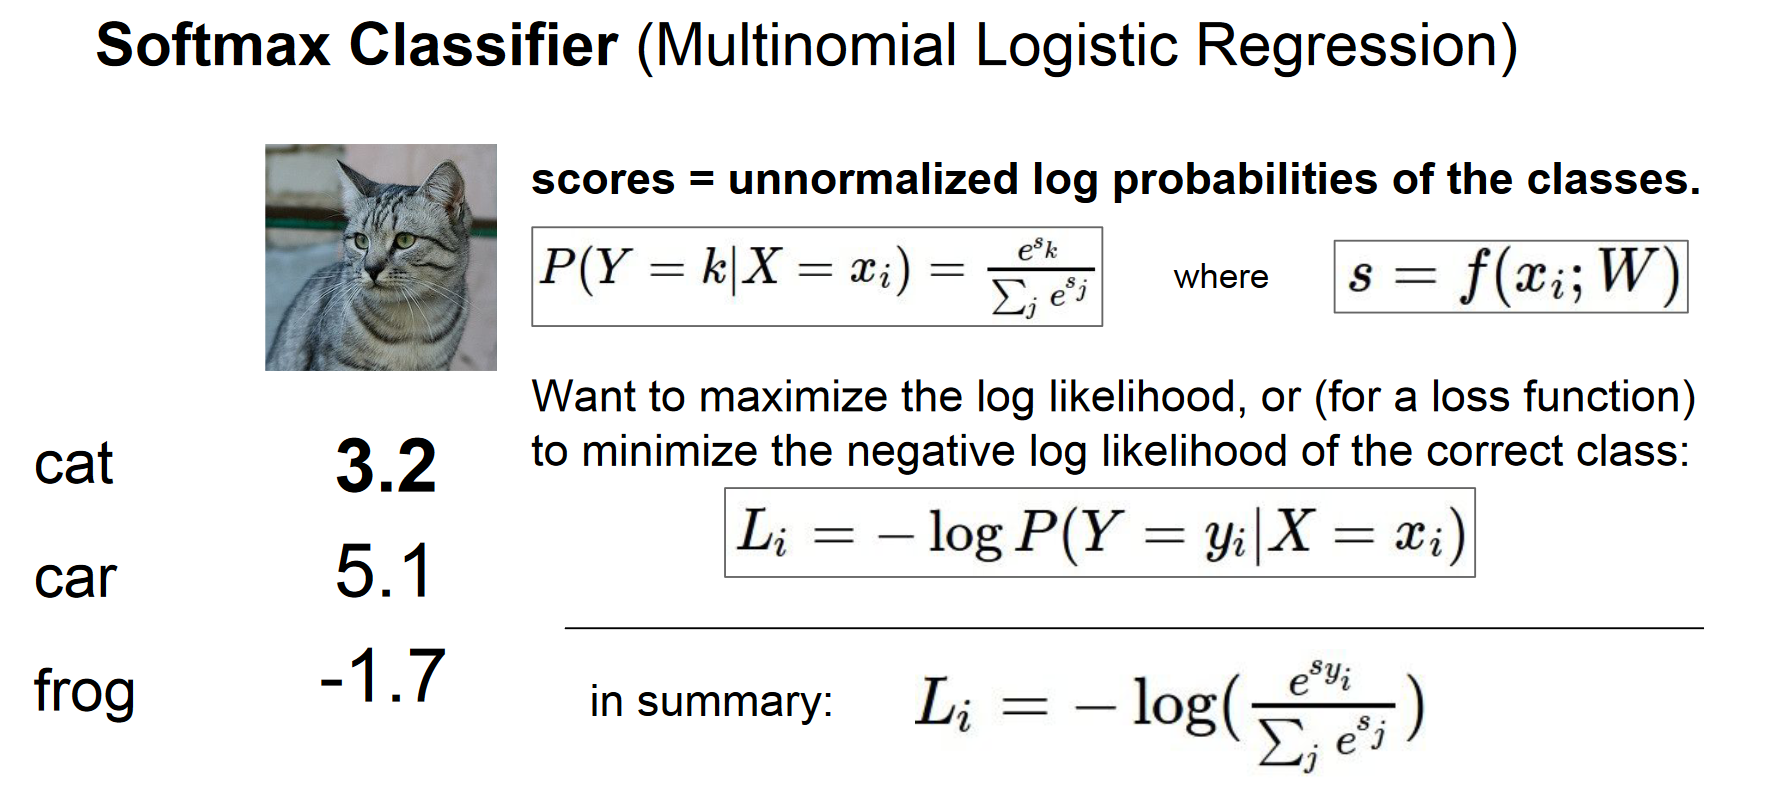 Softmax Classifier (Multinomial Logistic Regression)
scores = unnormalized log probabilities of the classes.
P(Y = k|X = x_i) = \frac{e^{s_k}}{\sum_j e^{s_j}} where s = f(x_i; W)
Want to maximize the log likelihood, or (for a loss function)
to minimize the negative log likelihood of the correct class:
L_i = − log P(Y = y_i|X = x_i)
in summary: L_i = − log(\frac{e^{s_{y_i}}}{\sum_j e^{s_j}})
cat 3.2
car 5.1
frog -1.7